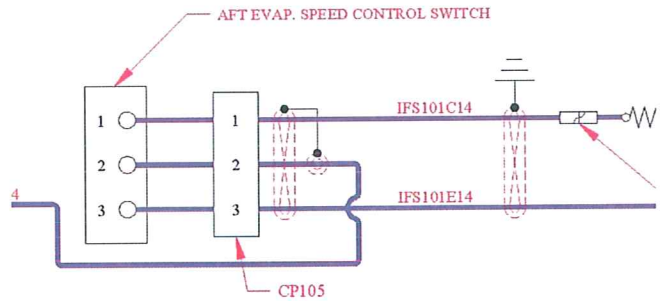 AFT EVAP. SPEED CONTROL SWITCH
1 1 IFS101C14
2 2
4
3 3 IFS101E14
CP105